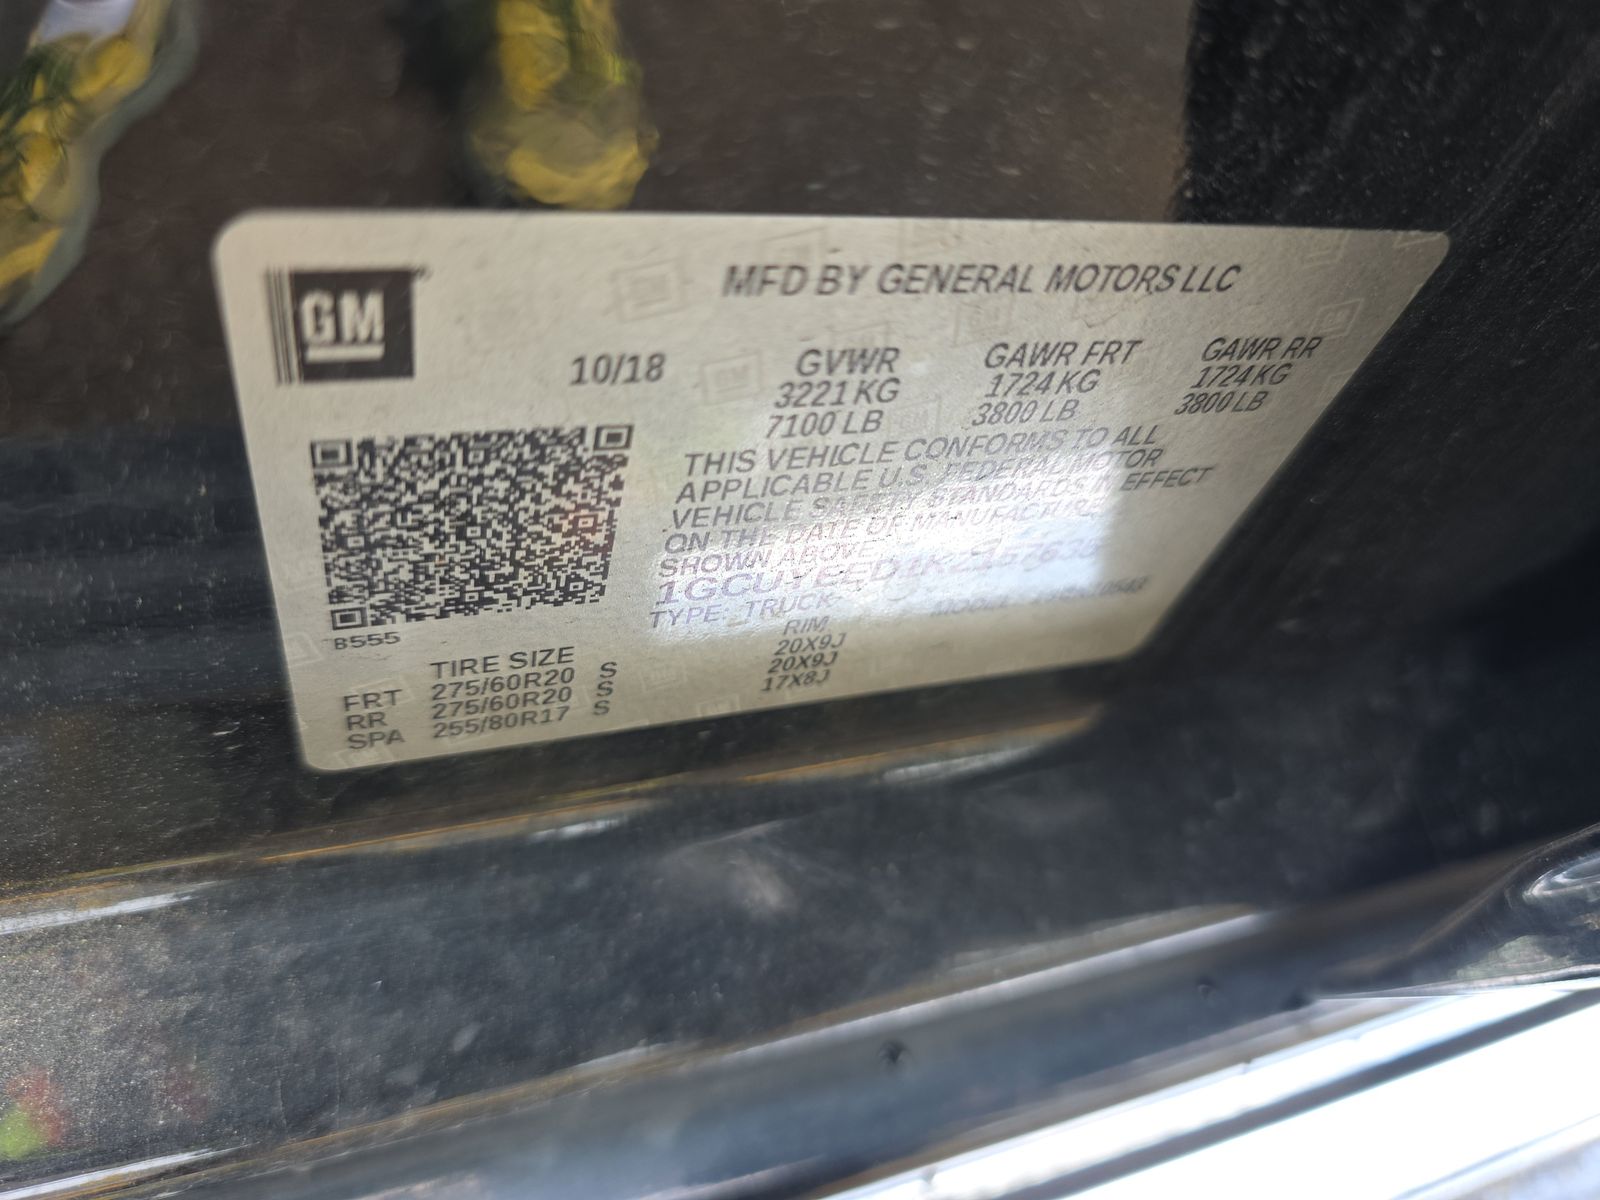 GM
MFD BY GENERAL MOTORS LLC
10/18
GVWR GAWR FRT GAWR RR
3221 KG 1724 KG 1724 KG
7100 LB 3800 LB 3800 LB
THIS VEHICLE CONFORMS TO ALL
APPLICABLE U.S. FEDERAL MOTOR
VEHICLE SAFETY STANDARDS IN EFFECT
ON THE DATE OF MANUFACTURE
SHOWN ABOVE.
TYPE: TRUCK MODEL:
8555
TIRE SIZE RIM
FRT 275/60R20 S 20X9J
RR 275/60R20 S 20X9J
SPA 255/80R17 S 17X8J